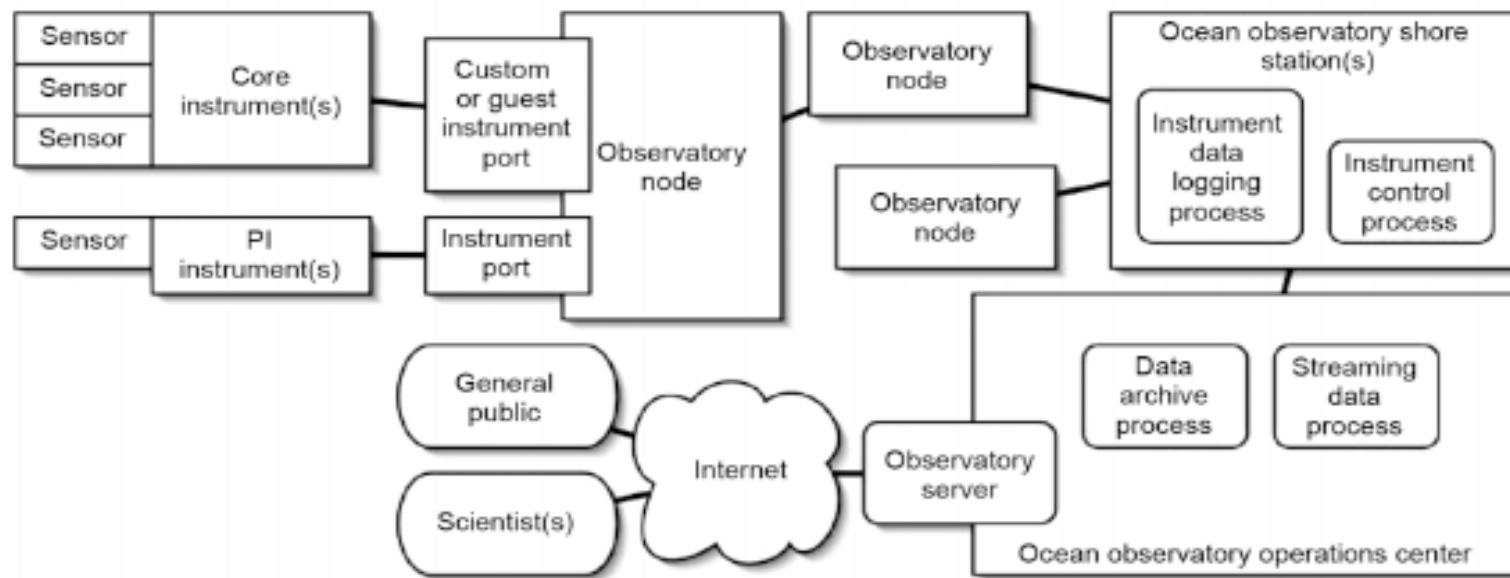 Sensor
Sensor
Sensor
Core
instrument(s)
Custom
or guest
instrument
port
Observatory
node
Observatory
node
Ocean observatory shore
station(s)
Instrument
data
logging
process
Instrument
control
process
Observatory
node
Sensor
PI
instrument(s)
Instrument
port
General
public
Scientist(s)
Internet
Observatory
server
Data
archive
process
Streaming
data
process
Ocean observatory operations center